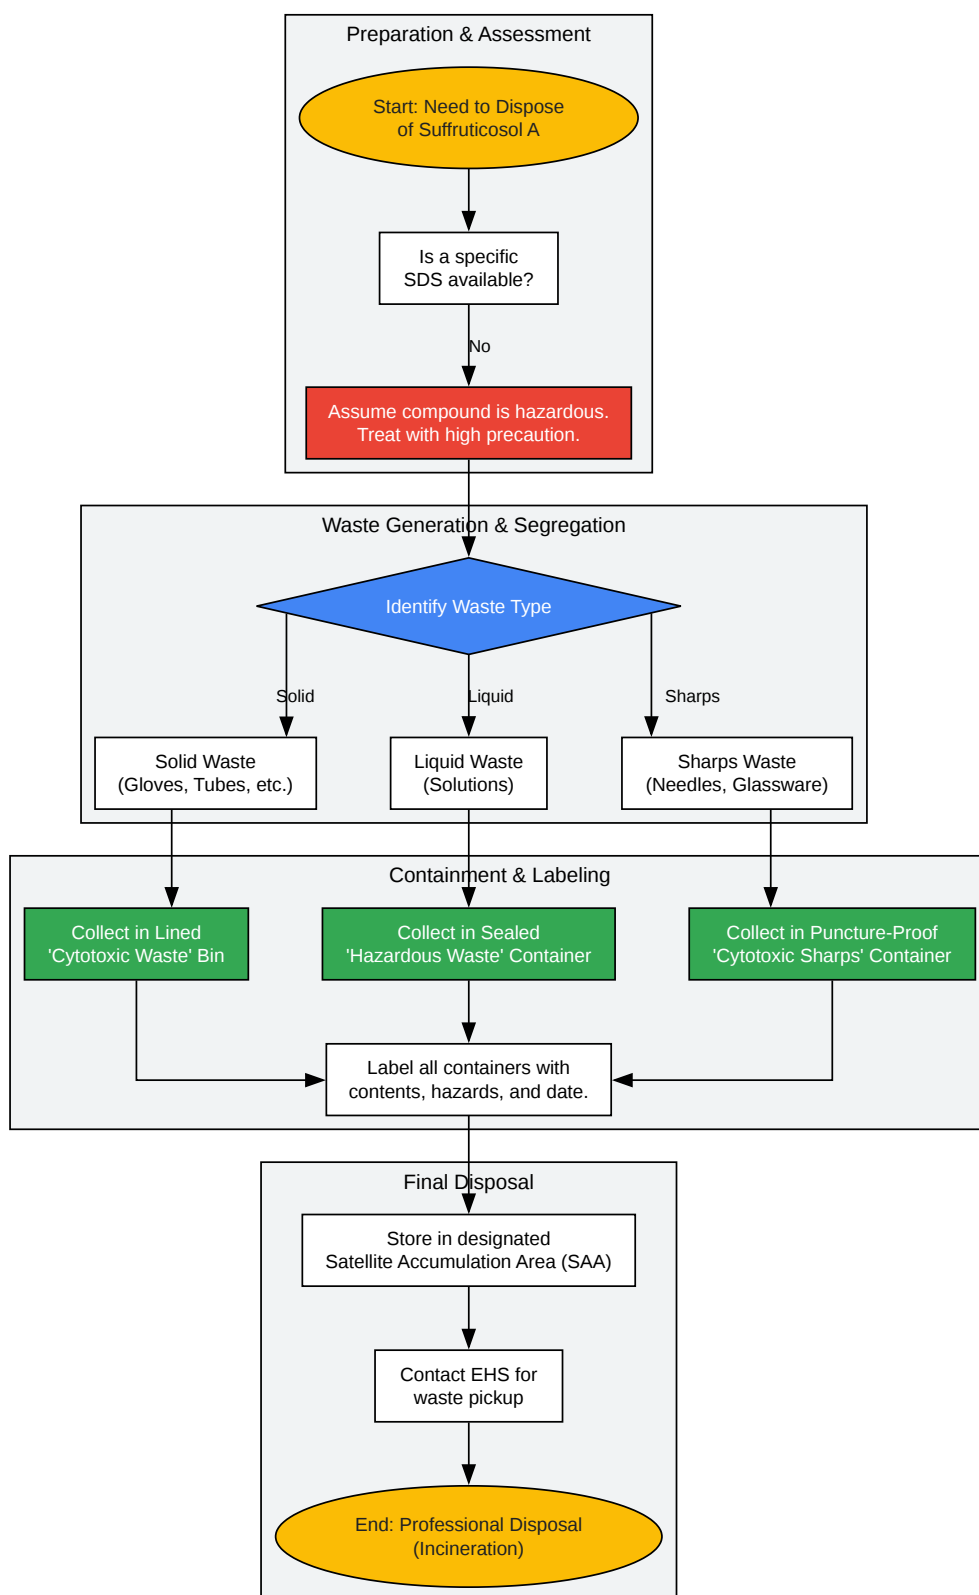 Preparation & Assessment
Start: Need to Dispose
of Suffruticosol A
Is a specific
SDS available?
No
Assume compound is hazardous.
Treat with high precaution.
Waste Generation & Segregation
Identify Waste Type
Solid
Liquid
Sharps
Solid Waste
(Gloves, Tubes, etc.)
Liquid Waste
(Solutions)
Sharps Waste
(Needles, Glassware)
Containment & Labeling
Collect in Lined
'Cytotoxic Waste' Bin
Collect in Sealed
'Hazardous Waste' Container
Collect in Puncture-Proof
'Cytotoxic Sharps' Container
Label all containers with
contents, hazards, and date.
Final Disposal
Store in designated
Satellite Accumulation Area (SAA)
Contact EHS for
waste pickup
End: Professional Disposal
(Incineration)